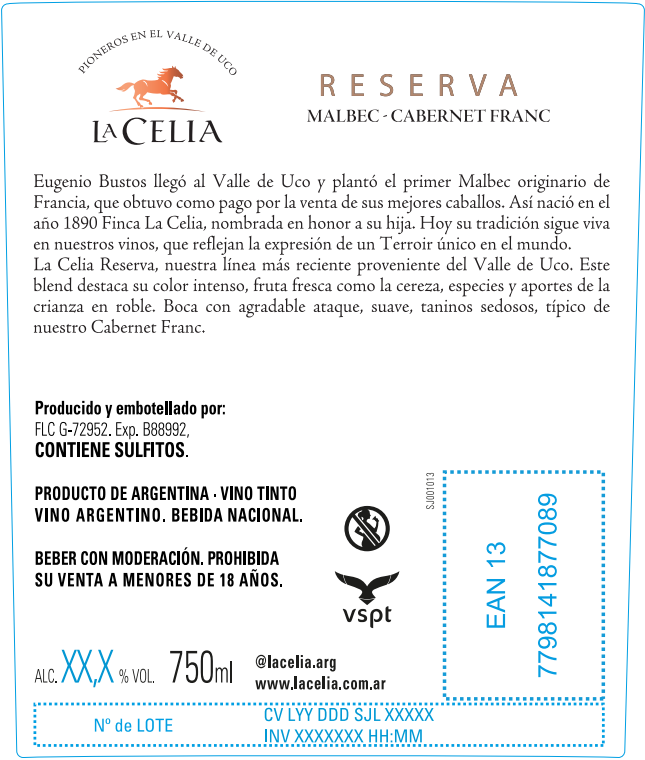 PIONEROS EN EL VALLE DE UCO
LA CELIA
RESERVA
MALBEC - CABERNET FRANC
Eugenio Bustos llegó al Valle de Uco y plantó el primer Malbec originario de
Francia, que obtuvo como pago por la venta de sus mejores caballos. Así nació en el
año 1890 Finca La Celia, nombrada en honor a su hija. Hoy su tradición sigue viva
en nuestros vinos, que reflejan la expresión de un Terroir único en el mundo.
La Celia Reserva, nuestra línea más reciente proveniente del Valle de Uco. Este
blend destaca su color intenso, fruta fresca como la cereza, especies y aportes de la
crianza en roble. Boca con agradable ataque, suave, taninos sedosos, típico de
nuestro Cabernet Franc.
Producido y embotellado por:
FLC G-72952. Exp. B88992,
CONTIENE SULFITOS.
PRODUCTO DE ARGENTINA · VINO TINTO
VINO ARGENTINO. BEBIDA NACIONAL.
BEBER CON MODERACIÓN. PROHIBIDA
SU VENTA A MENORES DE 18 AÑOS.
vspt
SJ001013
EAN 13
7798141877089
ALC. XX,X % VOL. 750ml
@lacelia.arg
www.lacelia.com.ar
Nº de LOTE
CV LYY DDD SJL XXXXX
INV XXXXXXX HH:MM